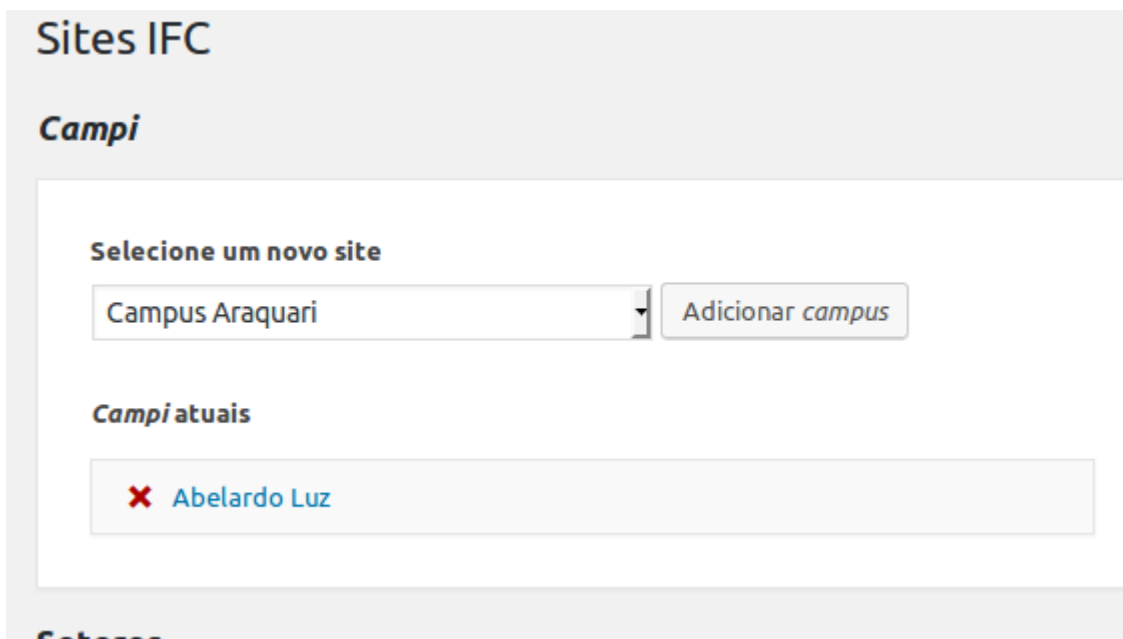 Sites IFC
Campi
Selecione um novo site
Campus Araquari
Adicionar campus
Campi atuais
Abelardo Luz